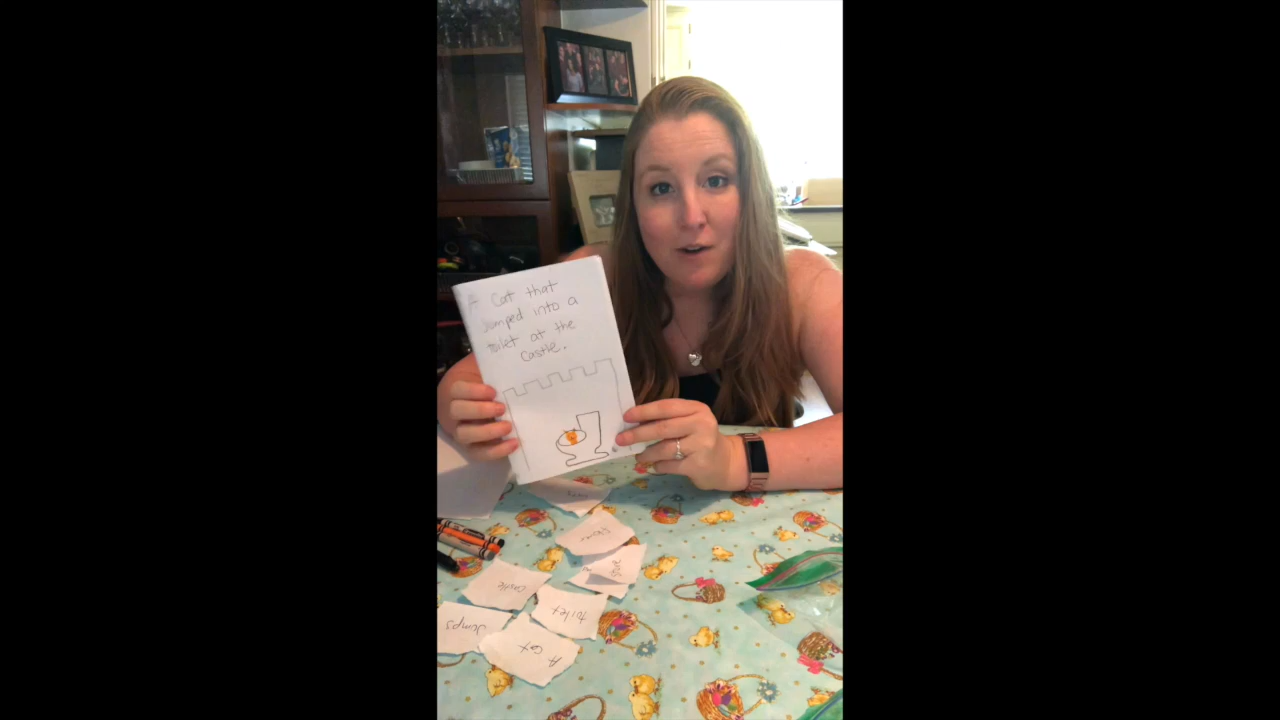 A Cat that
Jumped into a
toilet at the
Castle.
Castle
toilet
Jumps
A Cat